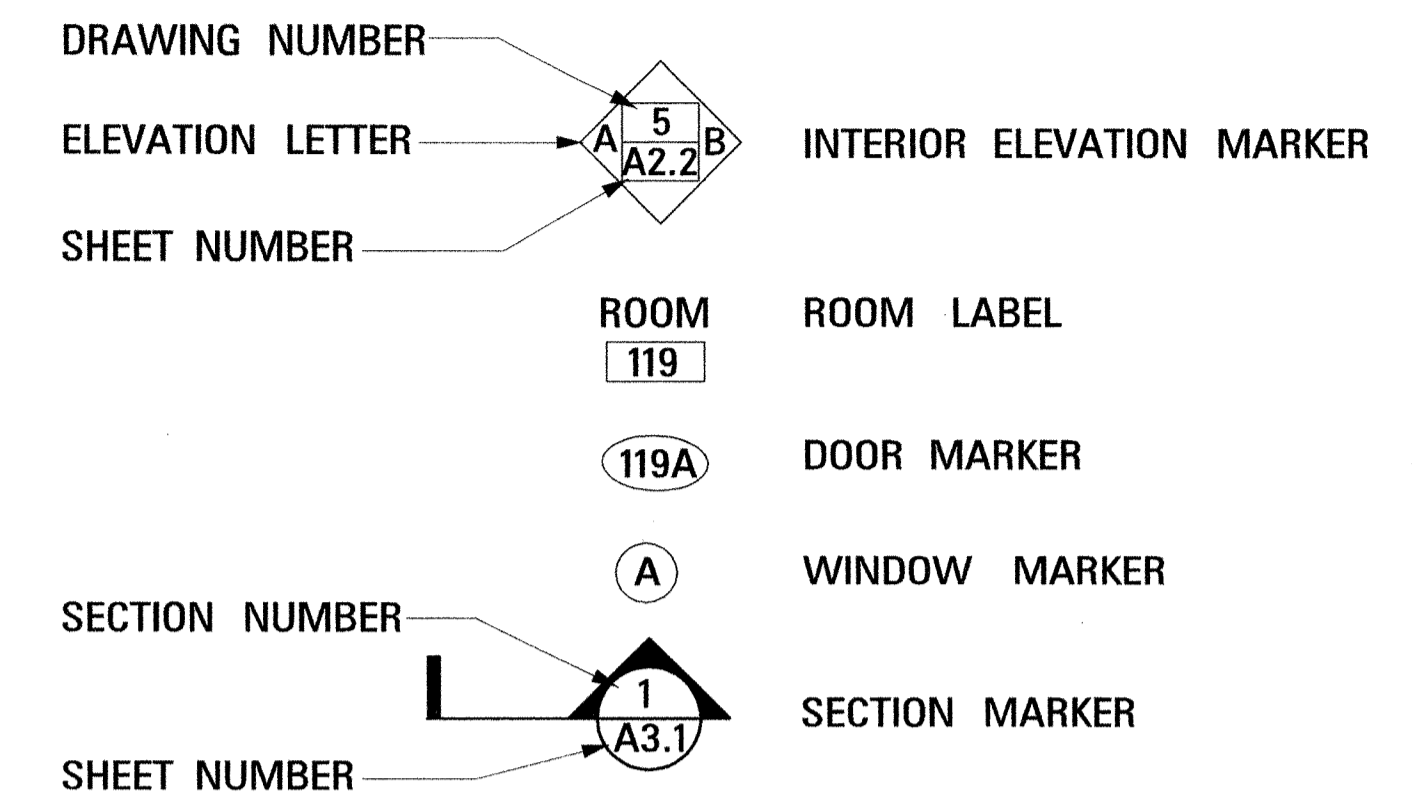 DRAWING NUMBER
5
ELEVATION LETTER
A
B
INTERIOR ELEVATION MARKER
A2.2
SHEET NUMBER
ROOM
ROOM LABEL
119
119A
DOOR MARKER
A
WINDOW MARKER
SECTION NUMBER
1
SECTION MARKER
A3.1
SHEET NUMBER